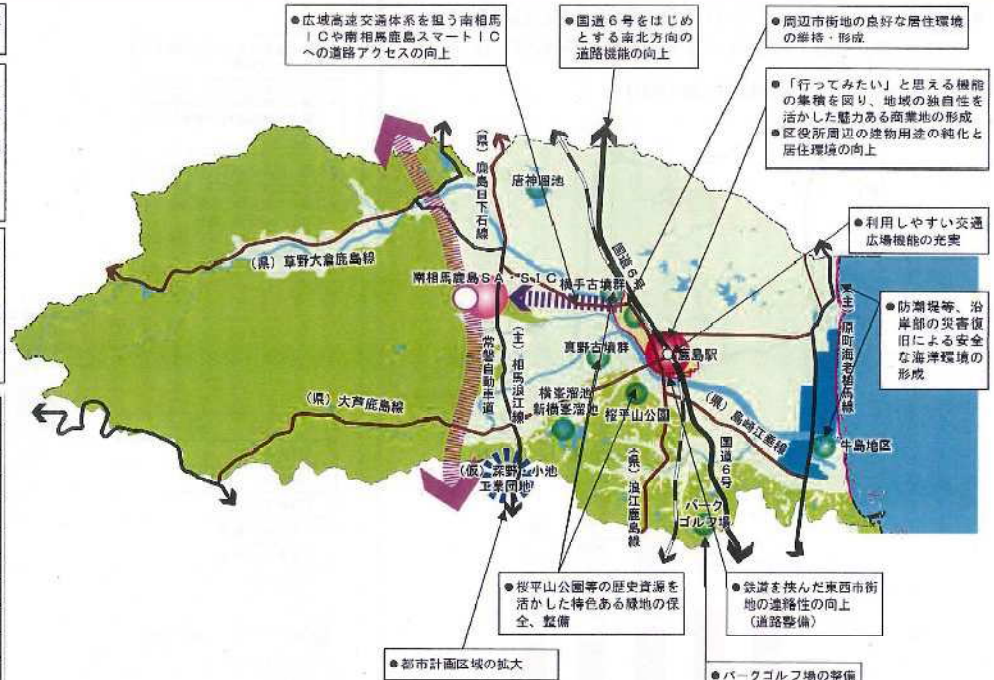 ●広域高速交通体系を担う南相馬
ＩＣや南相馬鹿島スマートＩＣ
への道路アクセスの向上
●国道６号をはじめ
とする南北方向の
道路機能の向上
●周辺市街地の良好な居住環境
の維持・形成
●「行ってみたい」と思える機能
の集積を図り、地域の独自性を
活かした魅力ある商業地の形成
●区役所周辺の建物用途の純化と
居住環境の向上
●利用しやすい交通
広場機能の充実
●防潮堤等、沿
岸部の災害復
旧による安全
な海洋環境の
形成
（県）鹿島日下石線
唐神溜池
国道６号
（県）草野大倉鹿島線
南相馬鹿島ＳＡ・ＳＩＣ
横手古墳群
（主）原町海老相馬線
常磐自動車道
（主）相馬浪江線
真野古墳群
鹿島駅
（県）大芦鹿島線
横峯溜池
新横峯溜池
桜平山公園
（県）烏崎江垂線
牛島地区
（仮）深野・小池
工業団地
（県）浪江鹿島線
国道６号
パーク
ゴルフ場
●桜平山公園等の歴史資源を
活かした特色ある緑地の保
全、整備
●鉄道を挟んだ東西市街
地の連絡性の向上
（道路整備）
●都市計画区域の拡大
●パークゴルフ場の整備